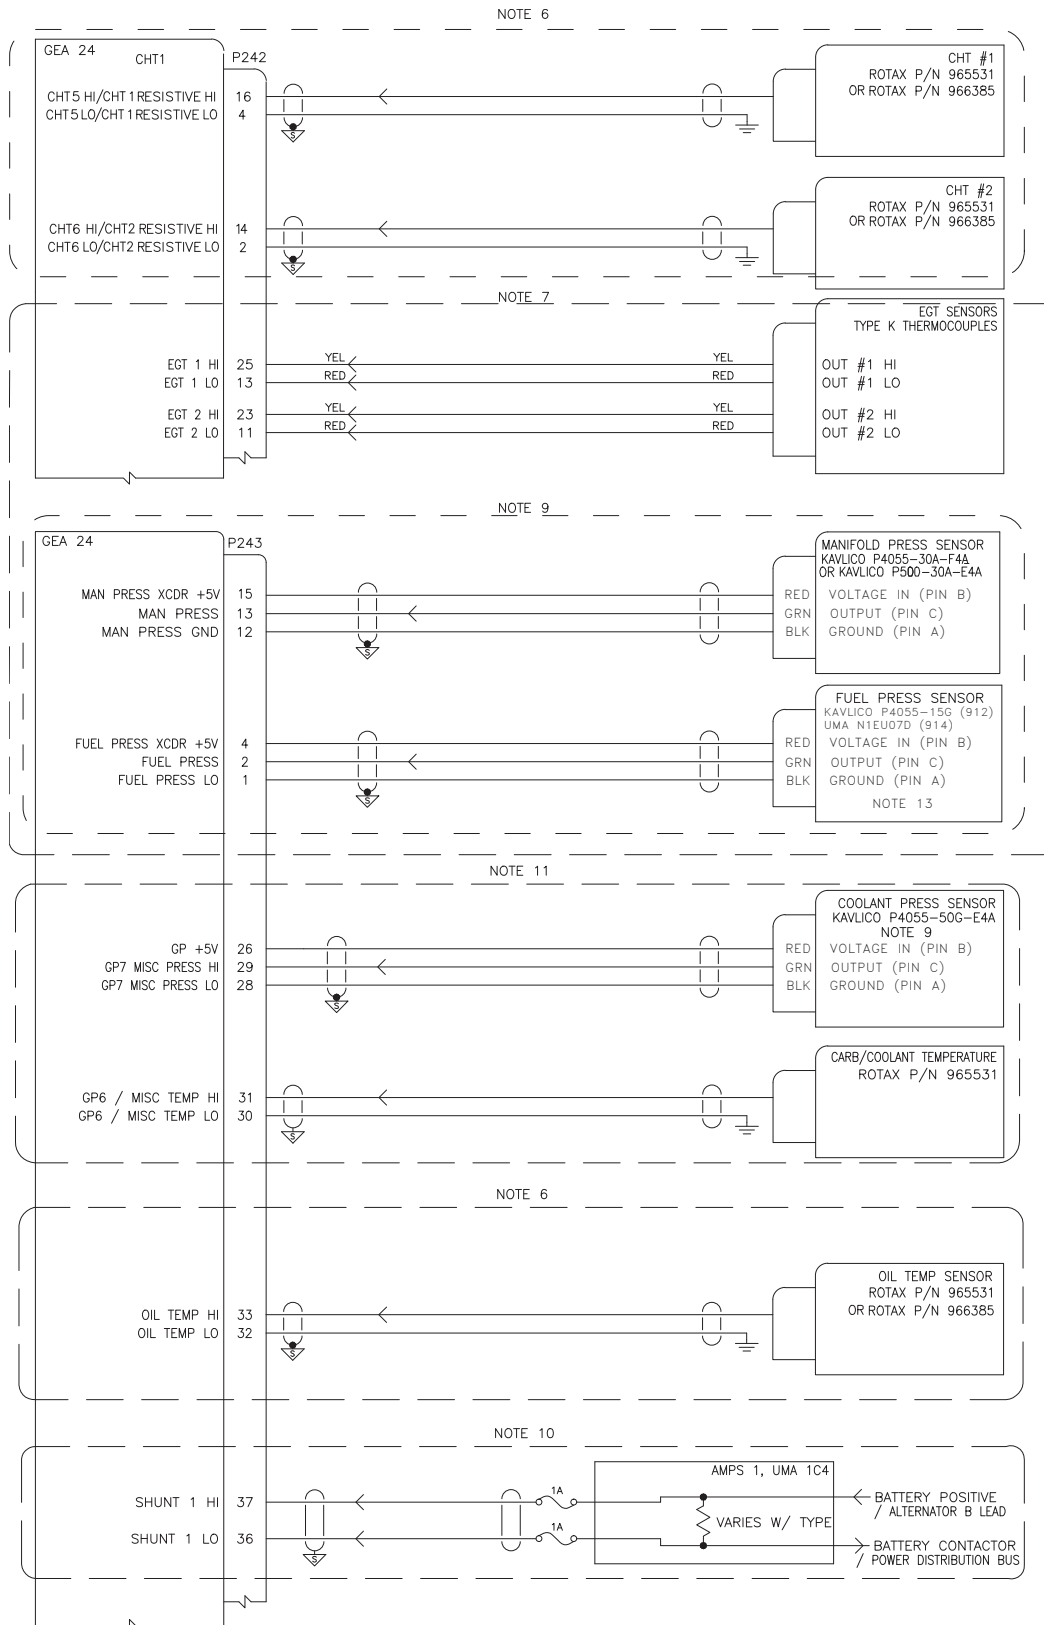 NOTE 6
GEA 24
CHT1
P242
CHT5 HI/CHT 1 RESISTIVE HI 16
CHT5 LO/CHT 1 RESISTIVE LO 4
S
CHT #1
ROTAX P/N 965531
OR ROTAX P/N 966385
CHT6 HI/CHT2 RESISTIVE HI 14
CHT6 LO/CHT2 RESISTIVE LO 2
S
CHT #2
ROTAX P/N 965531
OR ROTAX P/N 966385
NOTE 7
EGT SENSORS
TYPE K THERMOCOUPLES
EGT 1 HI 25 YEL YEL OUT #1 HI
EGT 1 LO 13 RED RED OUT #1 LO
EGT 2 HI 23 YEL YEL OUT #2 HI
EGT 2 LO 11 RED RED OUT #2 LO
NOTE 9
GEA 24
P243
MANIFOLD PRESS SENSOR
KAVLICO P4055-30A-F4A
OR KAVLICO P500-30A-E4A
MAN PRESS XCDR +5V 15 RED VOLTAGE IN (PIN B)
MAN PRESS 13 GRN OUTPUT (PIN C)
MAN PRESS GND 12 BLK GROUND (PIN A)
S
FUEL PRESS SENSOR
KAVLICO P4055-15G (912)
UMA N1EU07D (914)
FUEL PRESS XCDR +5V 4 RED VOLTAGE IN (PIN B)
FUEL PRESS 2 GRN OUTPUT (PIN C)
FUEL PRESS LO 1 BLK GROUND (PIN A)
S
NOTE 13
NOTE 11
COOLANT PRESS SENSOR
KAVLICO P4055-50G-E4A
NOTE 9
GP +5V 26 RED VOLTAGE IN (PIN B)
GP7 MISC PRESS HI 29 GRN OUTPUT (PIN C)
GP7 MISC PRESS LO 28 BLK GROUND (PIN A)
S
CARB/COOLANT TEMPERATURE
ROTAX P/N 965531
GP6 / MISC TEMP HI 31
GP6 / MISC TEMP LO 30
S
NOTE 6
OIL TEMP SENSOR
ROTAX P/N 965531
OR ROTAX P/N 966385
OIL TEMP HI 33
OIL TEMP LO 32
S
NOTE 10
AMPS 1, UMA 1C4
SHUNT 1 HI 37 1A
BATTERY POSITIVE
/ ALTERNATOR B LEAD
VARIES W/ TYPE
SHUNT 1 LO 36 1A
BATTERY CONTACTOR
/ POWER DISTRIBUTION BUS
S